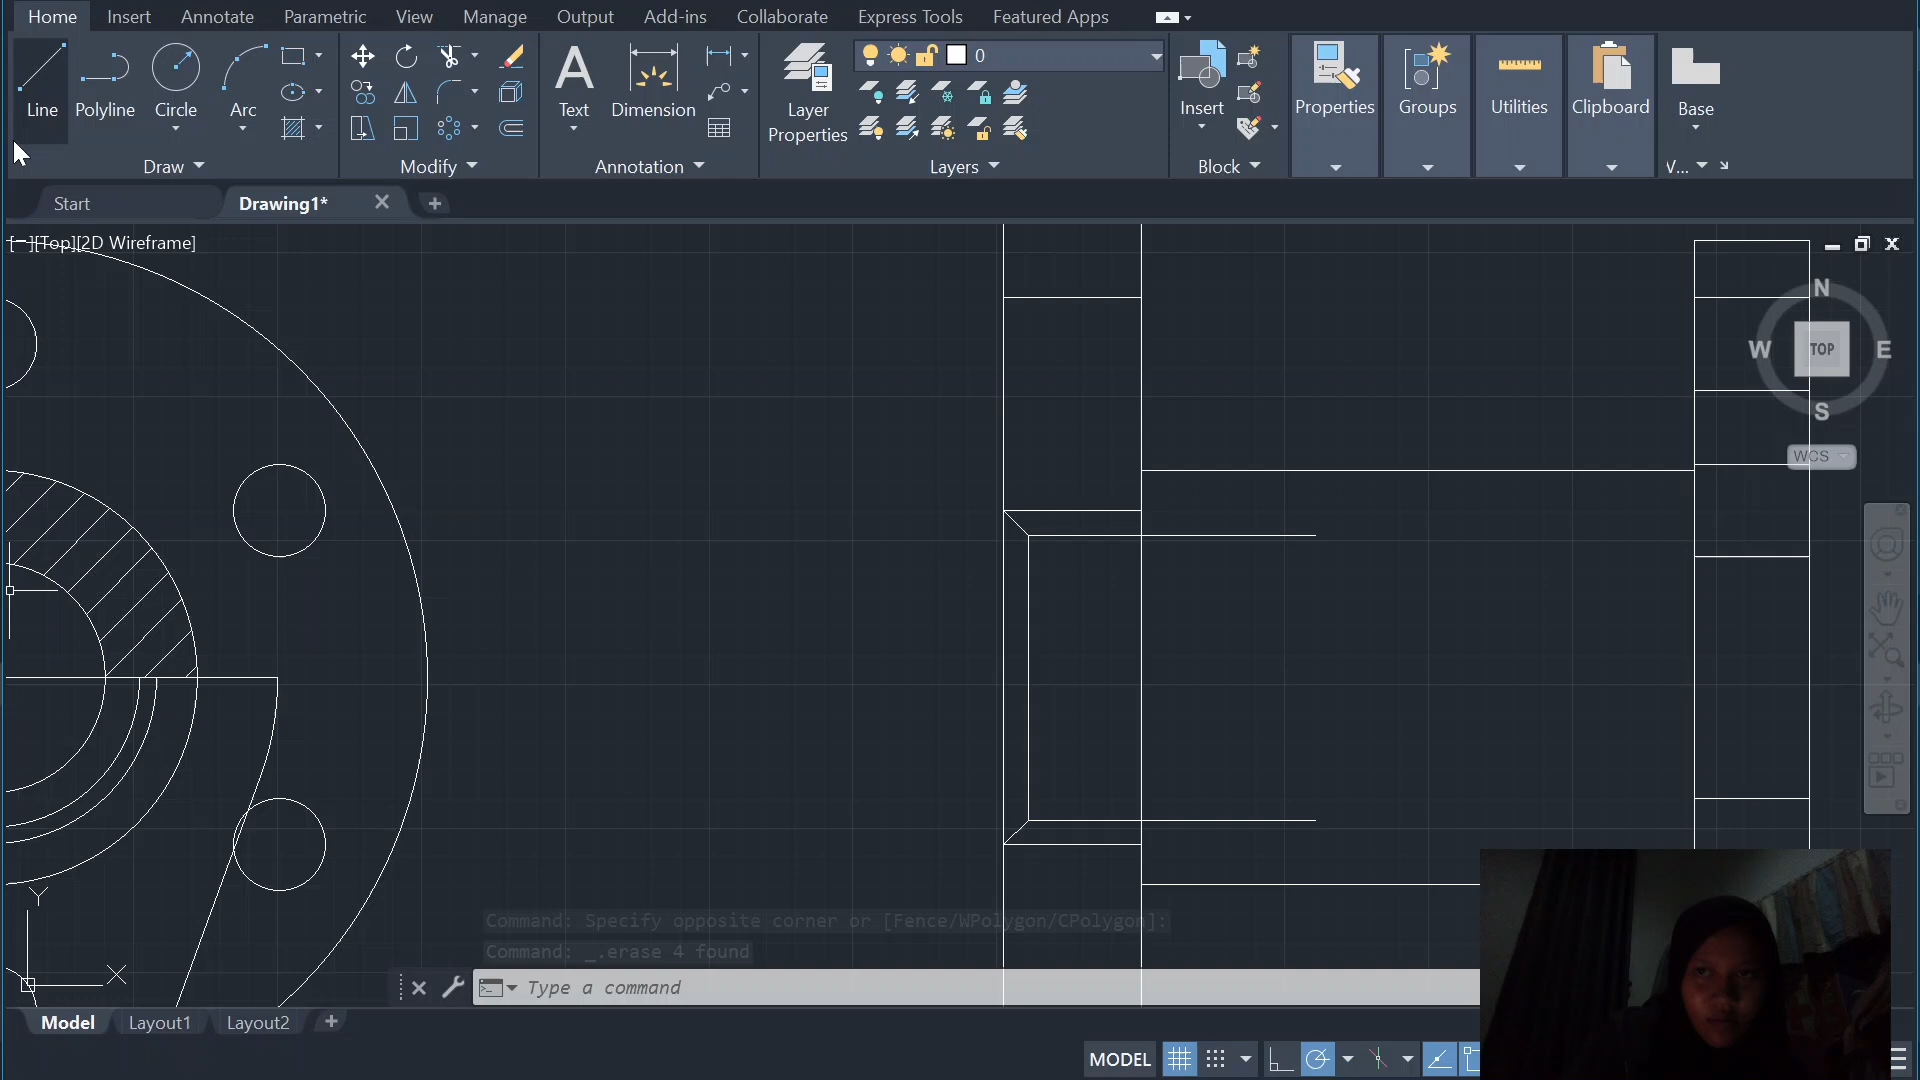 Home Insert Annotate Parametric View Manage Output Add-ins Collaborate Express Tools Featured Apps
0
Line Polyline Circle Arc Text Dimension Layer Properties Insert Properties Groups Utilities Clipboard Base
Draw Modify Annotation Layers Block V...
Start Drawing1*
[−][Top][2D Wireframe]
N
W TOP E
S
WCS
Y
X
Command: Specify opposite corner or [Fence/WPolygon/CPolygon]:
Command: _.erase 4 found
Type a command
Model Layout1 Layout2
MODEL